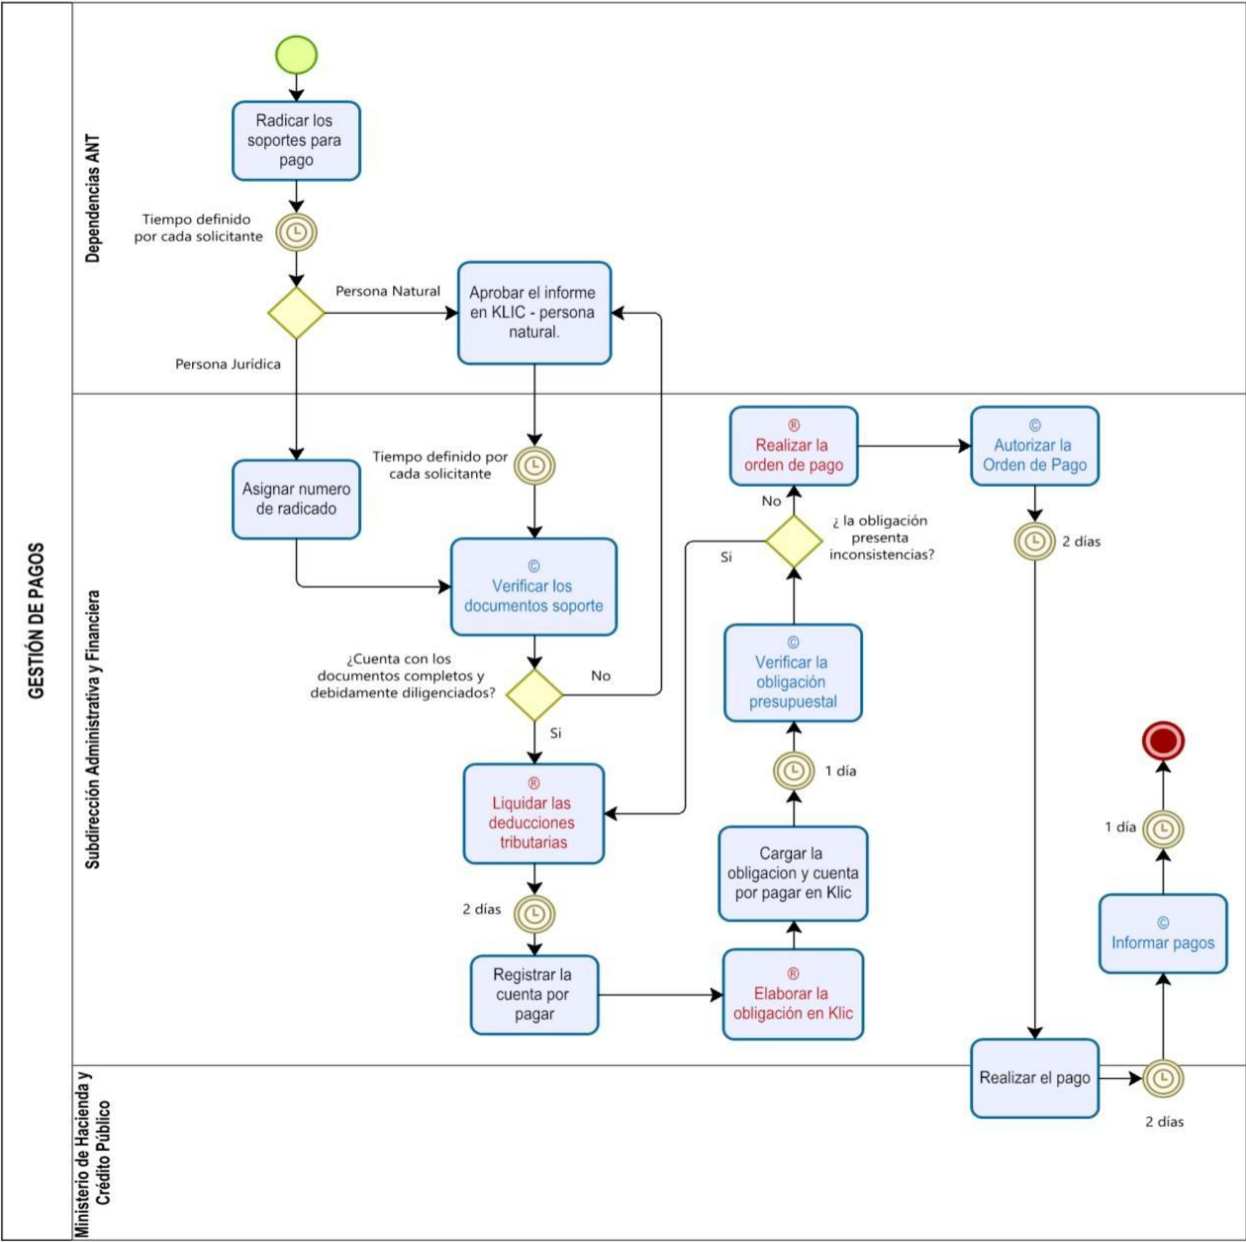 GESTIÓN DE PAGOS
Dependencias ANT
Radicar los
soportes para
pago
Tiempo definido
por cada solicitante
Persona Natural
Aprobar el informe
en KLIC - persona
natural.
Persona Jurídica
Subdirección Administrativa y Financiera
Asignar numero
de radicado
Tiempo definido por
cada solicitante
©
Verificar los
documentos soporte
¿Cuenta con los
documentos completos y
debidamente diligenciados?
No
Si
®
Liquidar las
deducciones
tributarias
2 días
Registrar la
cuenta por
pagar
®
Elaborar la
obligación en Klic
Cargar la
obligacion y cuenta
por pagar en Klic
1 día
©
Verificar la
obligación
presupuestal
¿ la obligación
presenta
inconsistencias?
Si
No
®
Realizar la
orden de pago
©
Autorizar la
Orden de Pago
2 días
Ministerio de Hacienda y
Crédito Público
Realizar el pago
2 días
©
Informar pagos
1 día